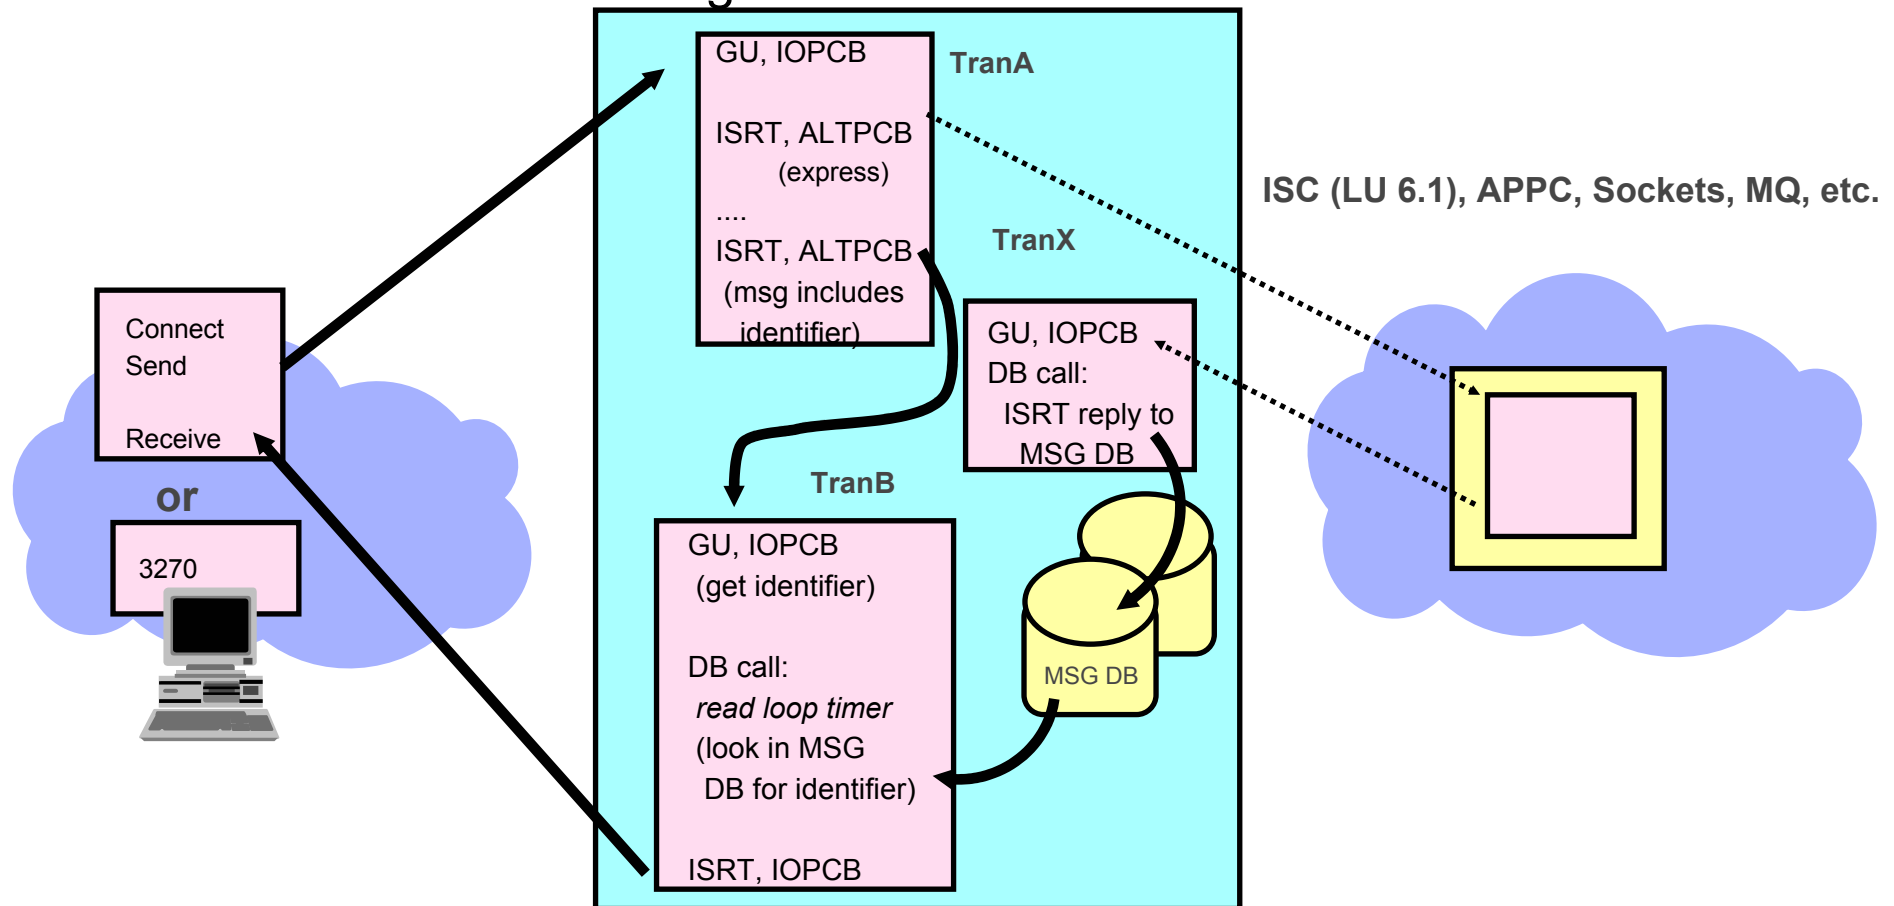 GU, IOPCB
TranA
ISRT, ALTPCB
(express)
....
ISRT, ALTPCB
(msg includes
identifier)
ISC (LU 6.1), APPC, Sockets, MQ, etc.
TranX
GU, IOPCB
DB call:
ISRT reply to
MSG DB
Connect
Send
Receive
or
3270
TranB
GU, IOPCB
(get identifier)
DB call:
read loop timer
(look in MSG
DB for identifier)
ISRT, IOPCB
MSG DB